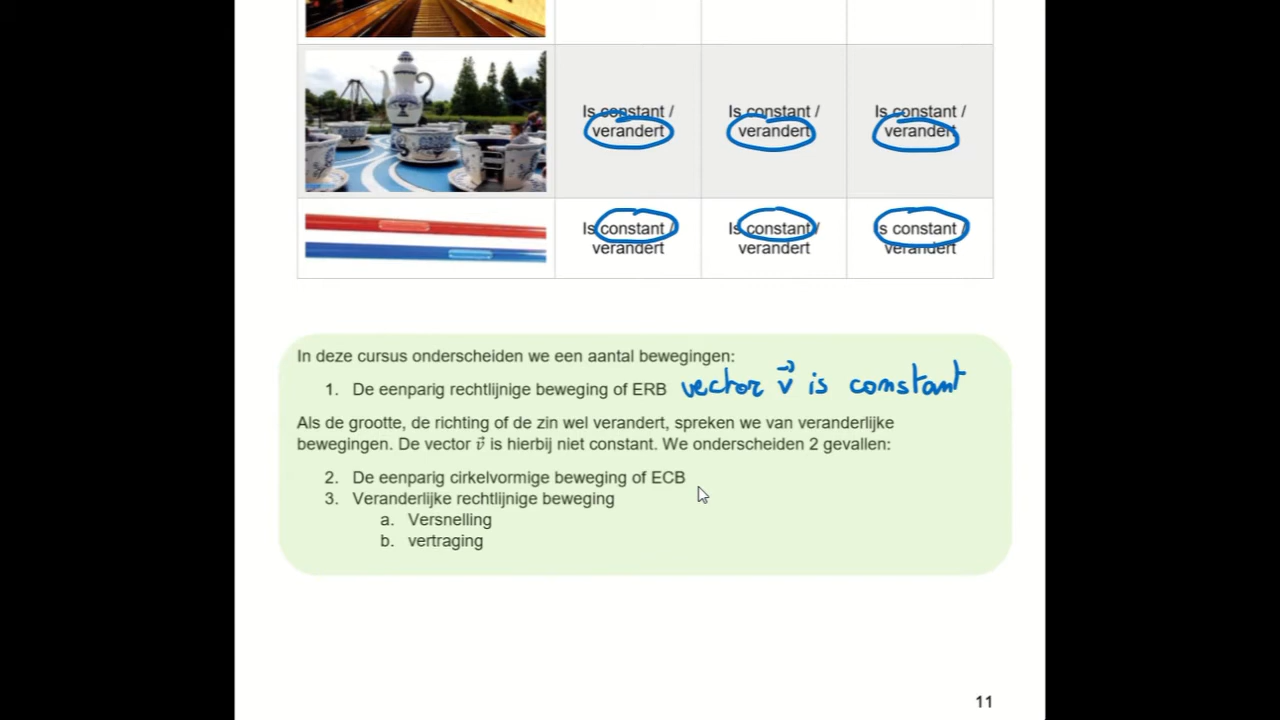 Is constant / Is constant / Is constant /
verandert verandert verandert
Is constant / Is constant / s constant /
verandert verandert verandert
In deze cursus onderscheiden we een aantal bewegingen:
1. De eenparig rechtlijnige beweging of ERB vector v⃗ is constant
Als de grootte, de richting of de zin wel verandert, spreken we van veranderlijke
bewegingen. De vector v⃗ is hierbij niet constant. We onderscheiden 2 gevallen:
2. De eenparig cirkelvormige beweging of ECB
3. Veranderlijke rechtlijnige beweging
a. Versnelling
b. vertraging
11